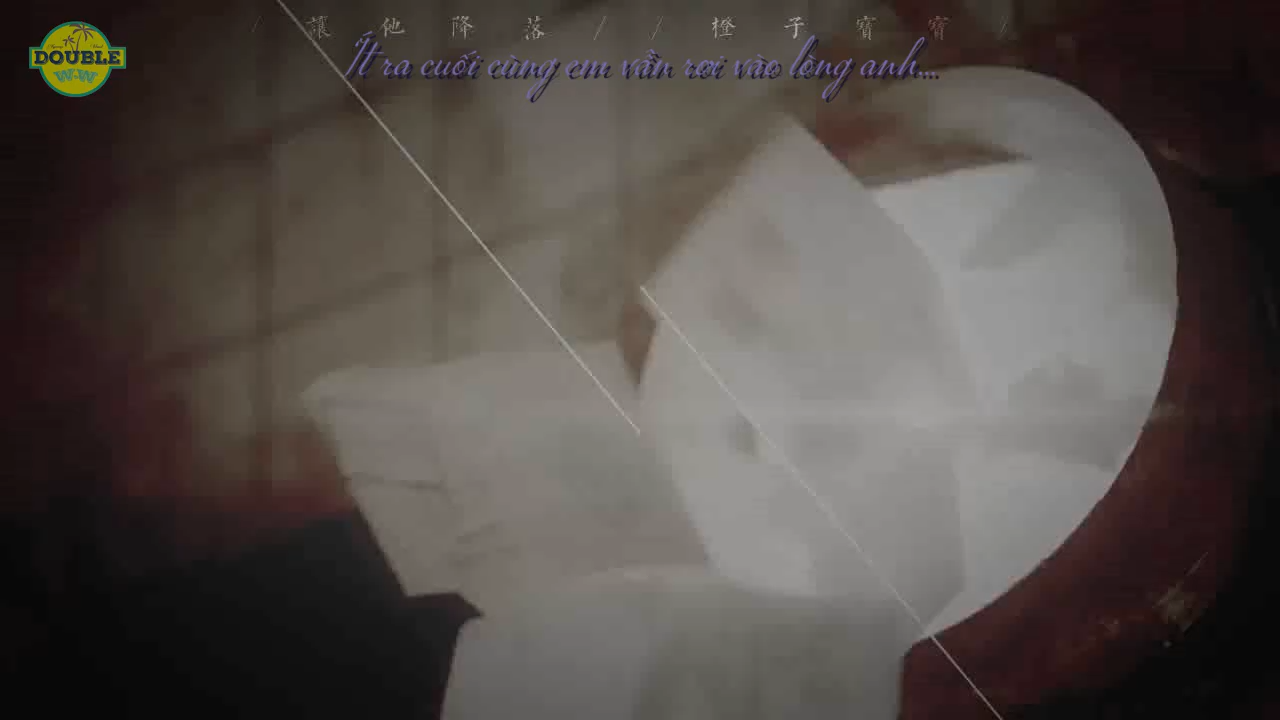 / 讓他降落 / / 橙子寶寶 /
Ít ra cuối cùng em vẫn rơi vào lòng anh...
DOUBLE
W-W